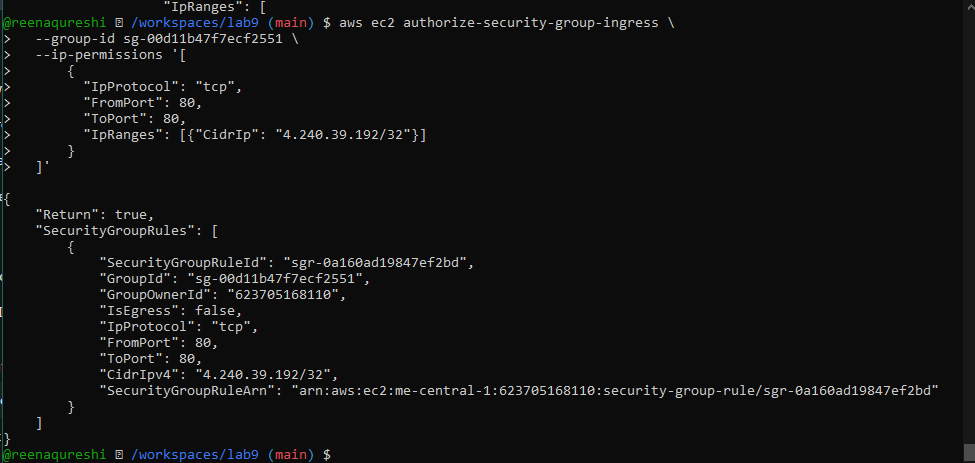 "IpRanges": [
@reenaqureshi /workspaces/lab9 (main) $ aws ec2 authorize-security-group-ingress \
>   --group-id sg-00d11b47f7ecf2551 \
>   --ip-permissions '[
>       {
>         "IpProtocol": "tcp",
>         "FromPort": 80,
>         "ToPort": 80,
>         "IpRanges": [{"CidrIp": "4.240.39.192/32"}]
>       }
>   ]'
{
    "Return": true,
    "SecurityGroupRules": [
        {
            "SecurityGroupRuleId": "sgr-0a160ad19847ef2bd",
            "GroupId": "sg-00d11b47f7ecf2551",
            "GroupOwnerId": "623705168110",
            "IsEgress": false,
            "IpProtocol": "tcp",
            "FromPort": 80,
            "ToPort": 80,
            "CidrIpv4": "4.240.39.192/32",
            "SecurityGroupRuleArn": "arn:aws:ec2:me-central-1:623705168110:security-group-rule/sgr-0a160ad19847ef2bd"
        }
    ]
}
@reenaqureshi /workspaces/lab9 (main) $